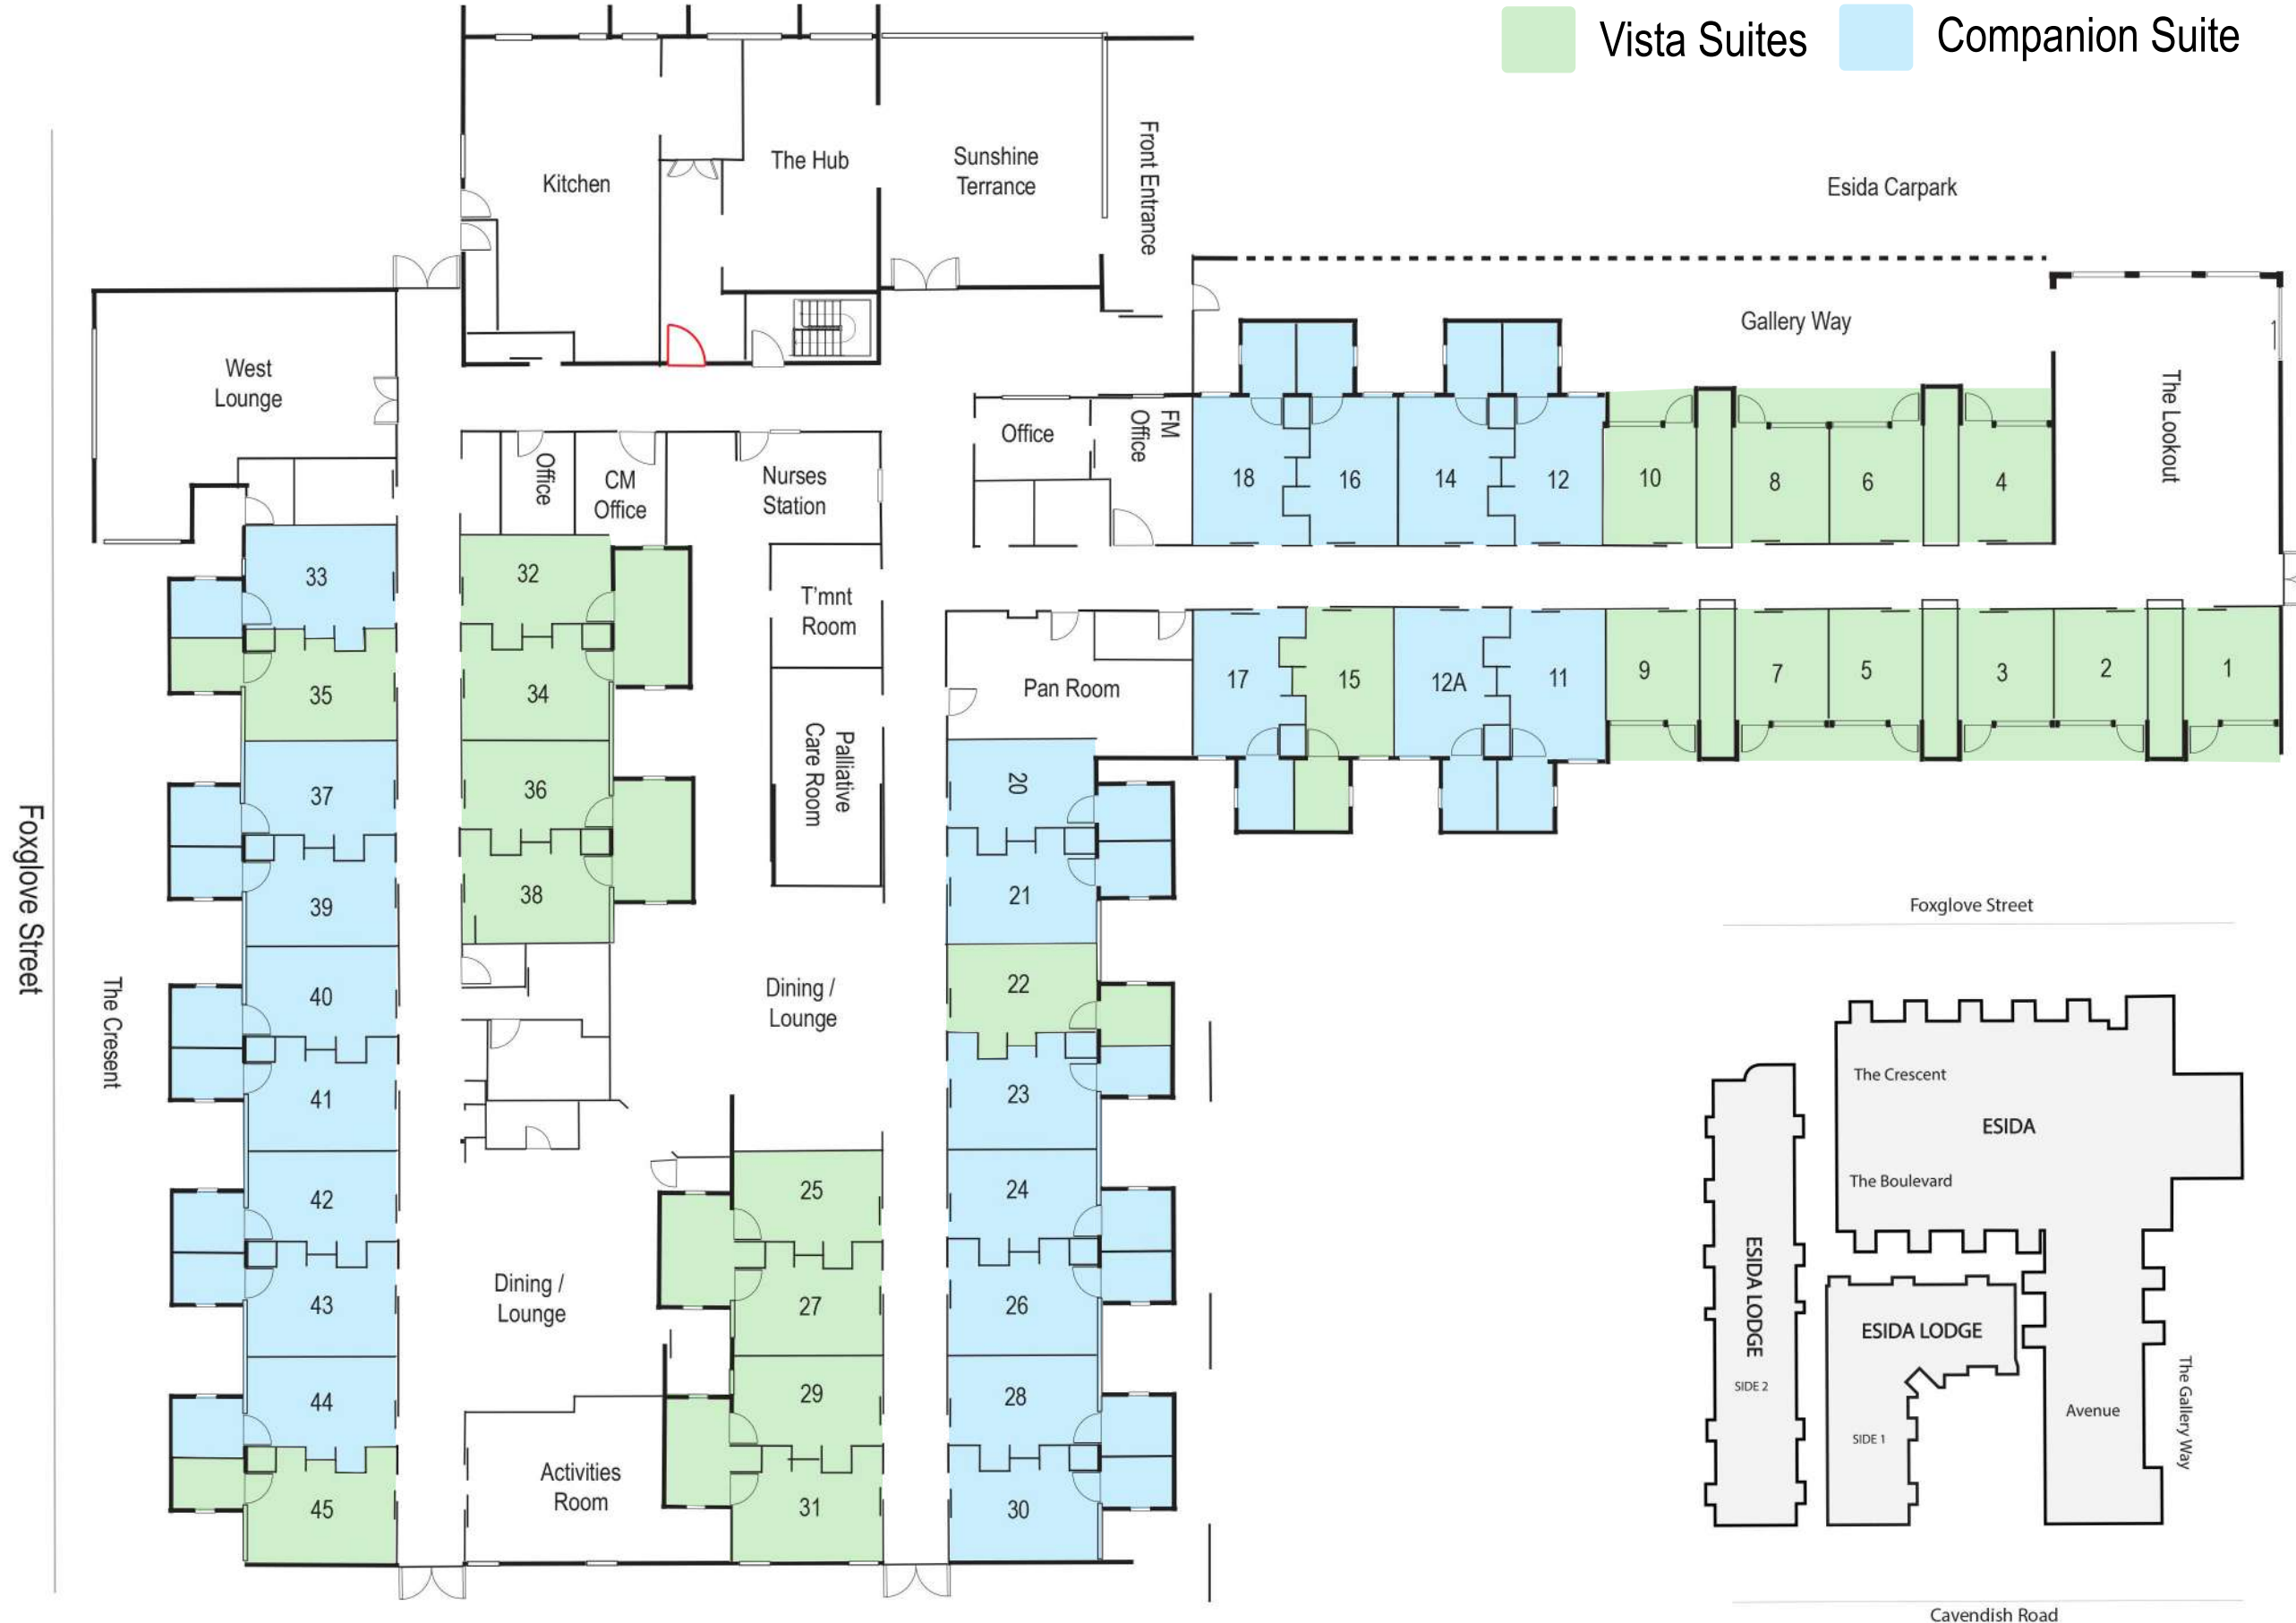 Vista Suites
Companion Suite
Kitchen
The Hub
Sunshine
Terrance
Front Entrance
Esida Carpark
Gallery Way
The Lookout
West
Lounge
Office
CM
Office
Nurses
Station
Office
FM
Office
18
16
14
12
10
8
6
4
33
32
T'mnt
Room
35
34
Pan Room
17
15
12A
11
9
7
5
3
2
1
37
36
Palliative
Care Room
20
39
38
21
Foxglove Street
The Cresent
40
Dining /
Lounge
22
41
23
42
25
24
43
Dining /
Lounge
27
26
44
29
28
45
Activities
Room
31
30
Foxglove Street
The Crescent
ESIDA
The Boulevard
ESIDA LODGE
SIDE 2
ESIDA LODGE
SIDE 1
Avenue
The Gallery Way
Cavendish Road